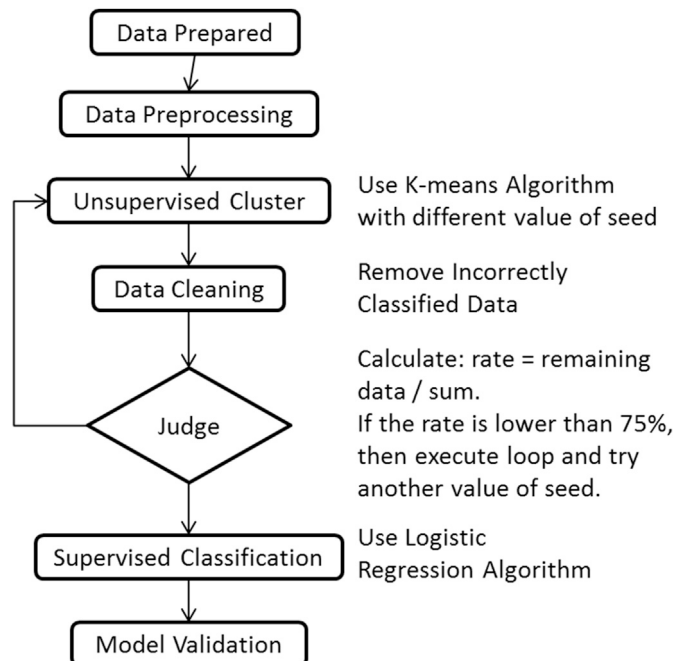 Data Prepared
Data Preprocessing
Unsupervised Cluster
Use K-means Algorithm
with different value of seed
Data Cleaning
Remove Incorrectly
Classified Data
Judge
Calculate: rate = remaining
data / sum.
If the rate is lower than 75%,
then execute loop and try
another value of seed.
Supervised Classification
Use Logistic
Regression Algorithm
Model Validation